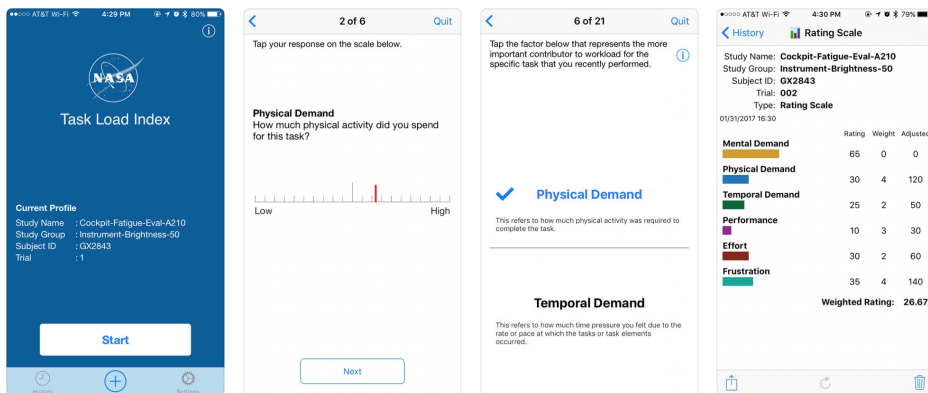 ●●○○○ AT&T Wi-Fi 4:29 PM 80%
NASA
Task Load Index
Current Profile
Study Name : Cockpit-Fatigue-Eval-A210
Study Group : Instrument-Brightness-50
Subject ID : GX2843
Trial : 1
Start
History
Settings
2 of 6 Quit
Tap your response on the scale below.
Physical Demand
How much physical activity did you spend
for this task?
Low High
Next
6 of 21 Quit
Tap the factor below that represents the more
important contributor to workload for the
specific task that you recently performed.
Physical Demand
This refers to how much physical activity was required to
complete the task.
Temporal Demand
This refers to how much time pressure you felt due to the
rate or pace at which the tasks or task elements
occurred.
●○○○○ AT&T Wi-Fi 4:30 PM 79%
History Rating Scale
Study Name: Cockpit-Fatigue-Eval-A210
Study Group: Instrument-Brightness-50
Subject ID: GX2843
Trial: 002
Type: Rating Scale
01/31/2017 16:30
Rating Weight Adjusted
Mental Demand
65 0 0
Physical Demand
30 4 120
Temporal Demand
25 2 50
Performance
10 3 30
Effort
30 2 60
Frustration
35 4 140
Weighted Rating: 26.67